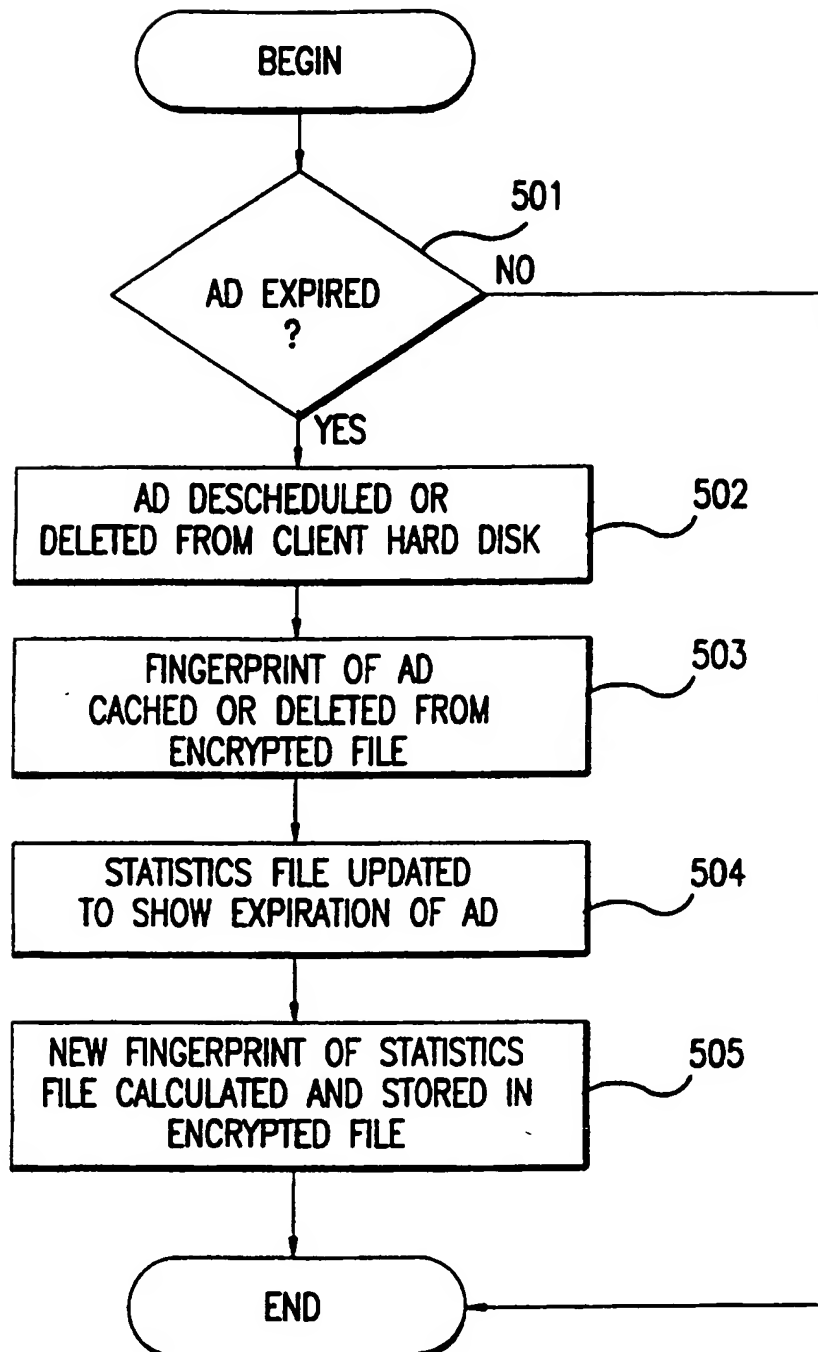 BEGIN
501
AD EXPIRED
?
NO
YES
AD DESCHEDULED OR
DELETED FROM CLIENT HARD DISK
502
FINGERPRINT OF AD
CACHED OR DELETED FROM
ENCRYPTED FILE
503
STATISTICS FILE UPDATED
TO SHOW EXPIRATION OF AD
504
NEW FINGERPRINT OF STATISTICS
FILE CALCULATED AND STORED IN
ENCRYPTED FILE
505
END